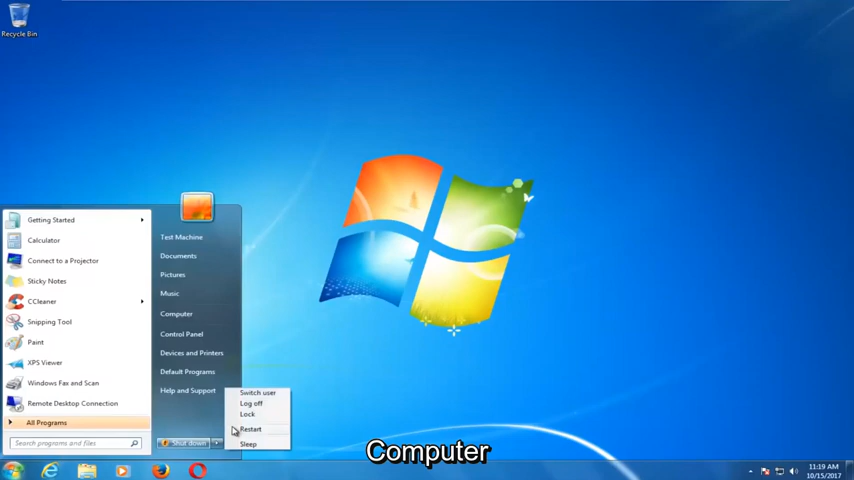 Recycle Bin
Getting Started
Calculator
Connect to a Projector
Sticky Notes
CCleaner
Snipping Tool
Paint
XPS Viewer
Windows Fax and Scan
Remote Desktop Connection
All Programs
Search programs and files
Test Machine
Documents
Pictures
Music
Computer
Control Panel
Devices and Printers
Default Programs
Help and Support
Shut down
Switch user
Log off
Lock
Restart
Sleep
Computer
11:19 AM
10/15/2017